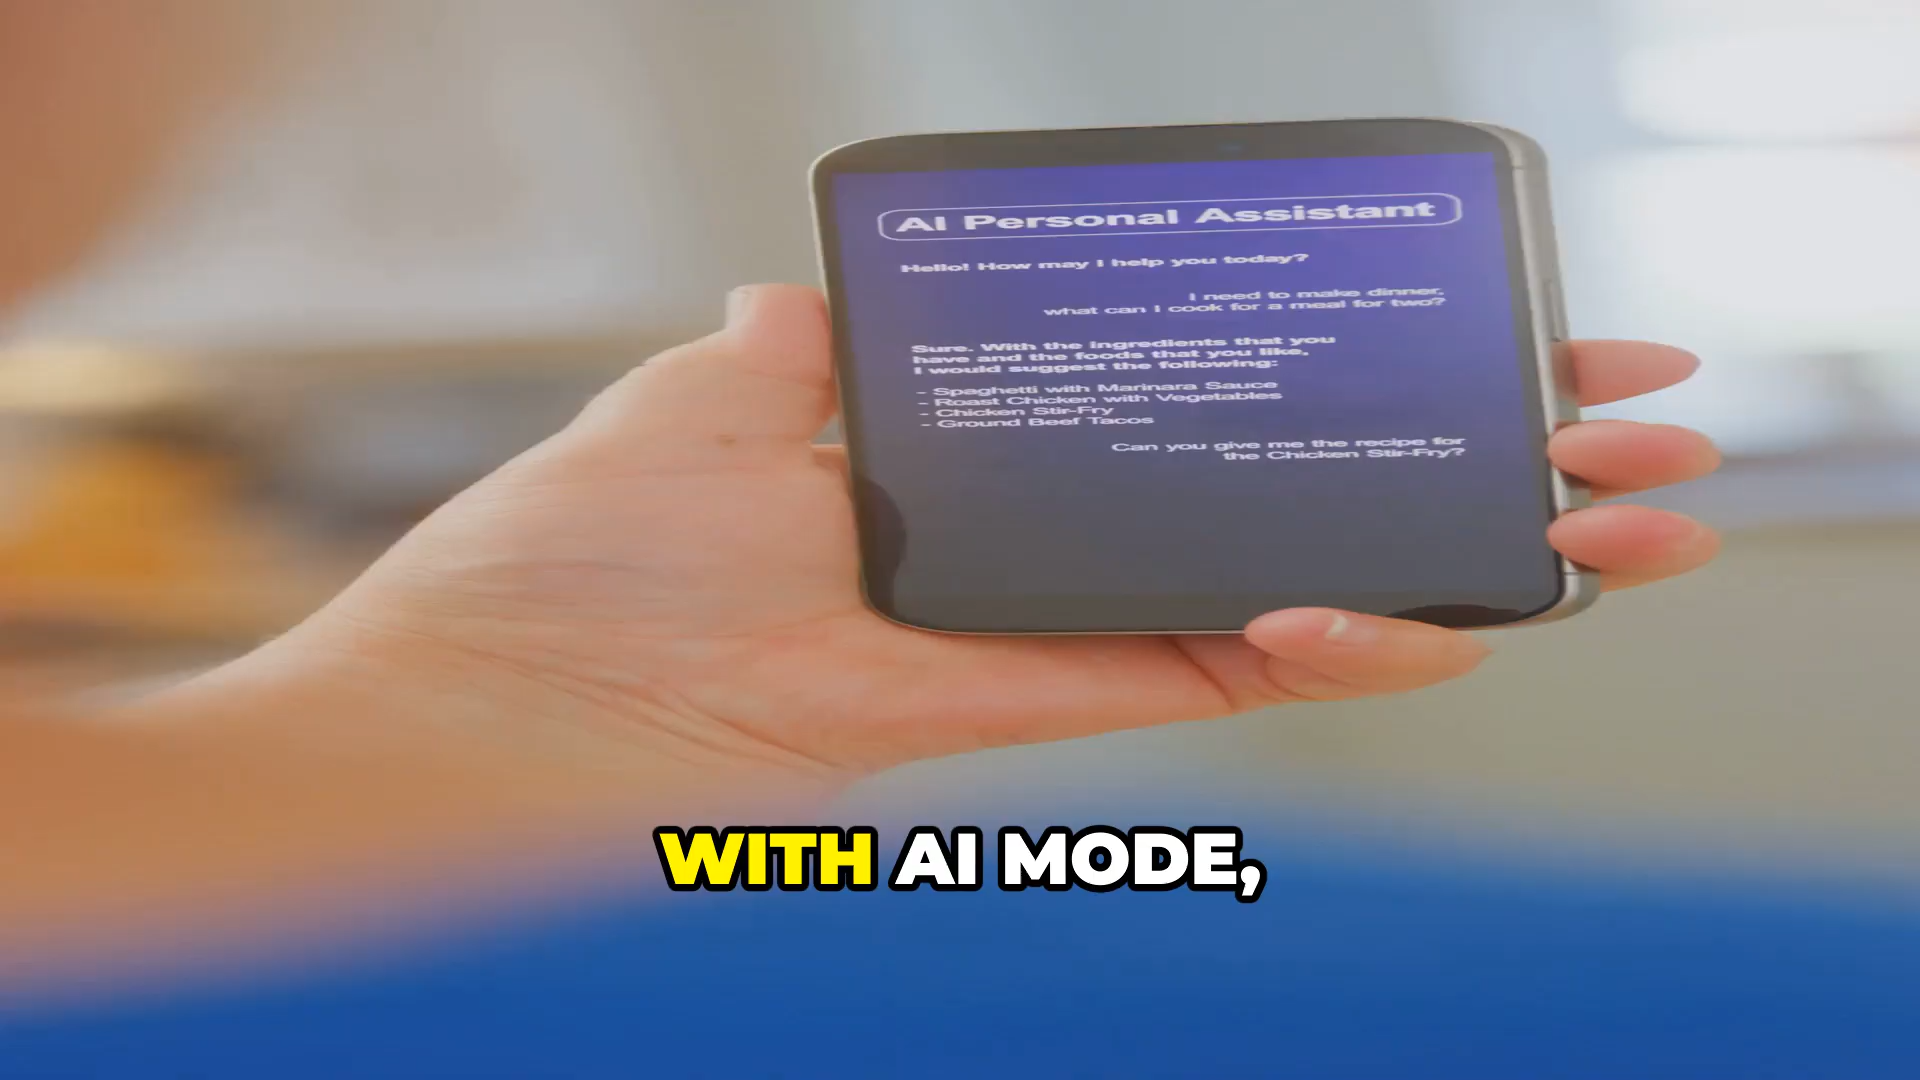 AI Personal Assistant
Hello! How may I help you today?
I need to make dinner,
what can I cook for a meal for two?
Sure. With the ingredients that you
have and the foods that you like,
I would suggest the following:
- Spaghetti with Marinara Sauce
- Roast Chicken with Vegetables
- Chicken Stir-Fry
- Ground Beef Tacos
Can you give me the recipe for
the Chicken Stir-Fry?
WITH AI MODE,